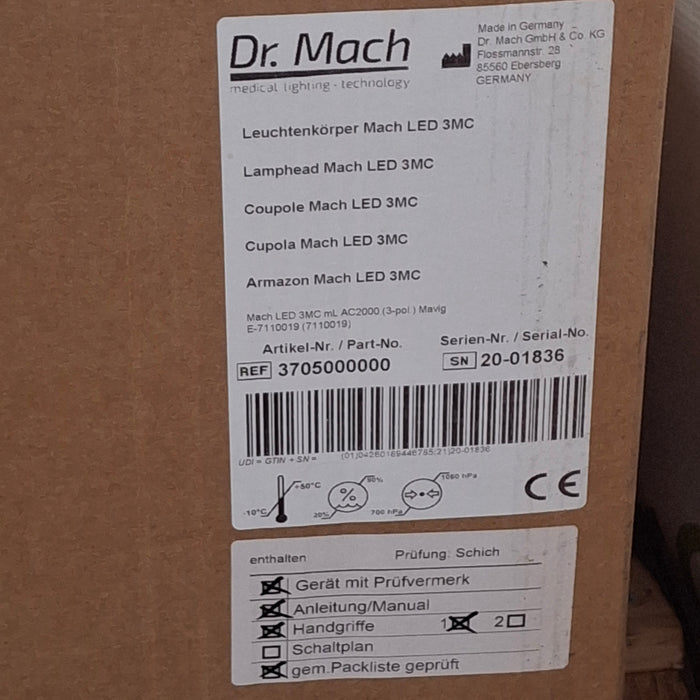 Dr. Mach
medical lighting - technology
Made in Germany
Dr. Mach GmbH & Co. KG
Flossmannstr. 28
85560 Ebersberg
GERMANY
Leuchtenkörper Mach LED 3MC
Lamphead Mach LED 3MC
Coupole Mach LED 3MC
Cupola Mach LED 3MC
Armazon Mach LED 3MC
Mach LED 3MC mL AC2000 (3-pol ) Mavig
E-7110019 (7110019)
Artikel-Nr. / Part-No.
REF 3705000000
Serien-Nr. / Serial-No.
SN 20-01836
UDI = GTIN + SN =
-10°C
+50°C
20%
%
90%
700 hPa
1060 hPa
CE
enthalten
Prüfung: Schich
Gerät mit Prüfvermerk
Anleitung/Manual
Handgriffe 1 2
Schaltplan
gem.Packliste geprüft